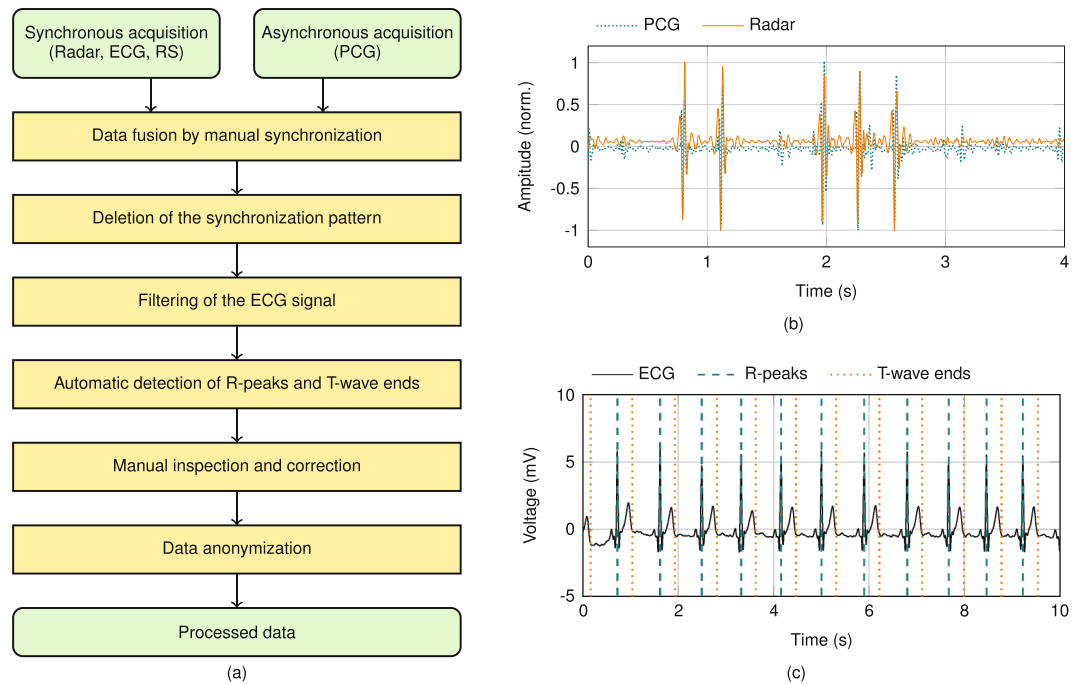 Synchronous acquisition
(Radar, ECG, RS)
Asynchronous acquisition
(PCG)
Data fusion by manual synchronization
Deletion of the synchronization pattern
Filtering of the ECG signal
Automatic detection of R-peaks and T-wave ends
Manual inspection and correction
Data anonymization
Processed data
(a)
PCG Radar
1
0.5
0
-0.5
-1
Ampitude (norm.)
0 1 2 3 4
Time (s)
(b)
ECG R-peaks T-wave ends
10
5
0
-5
Voltage (mV)
0 2 4 6 8 10
Time (s)
(c)